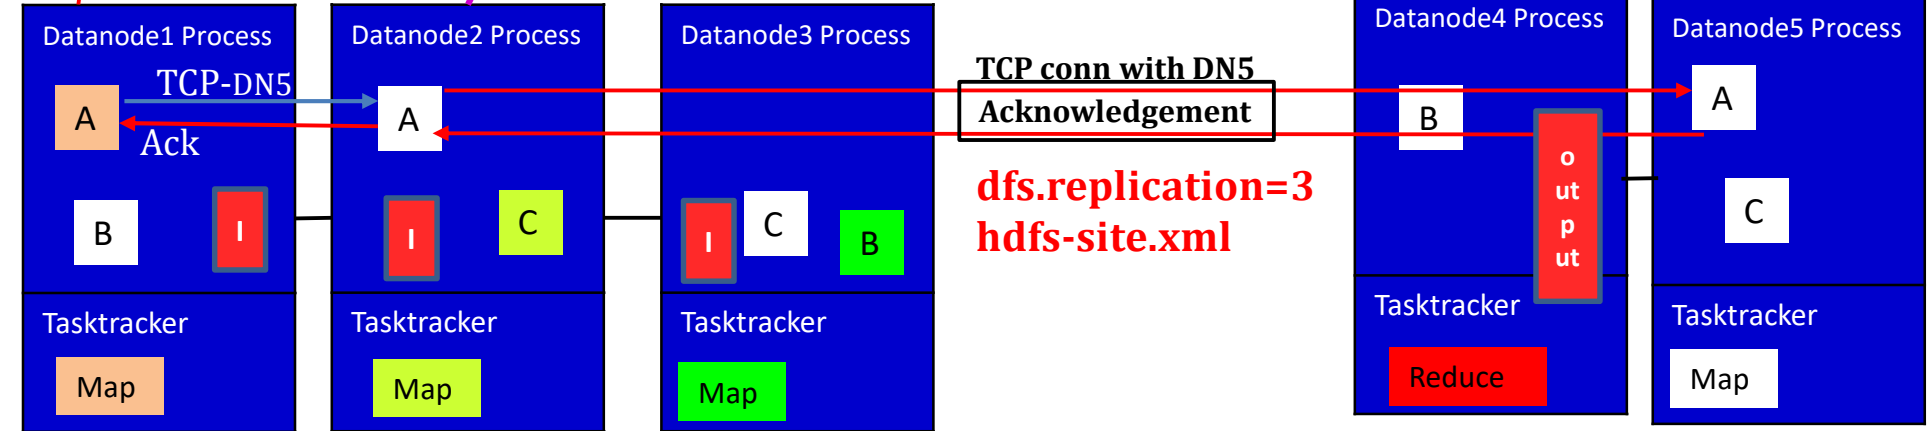 Datanode1 Process
TCP-DN5
A
Ack
B
I
Tasktracker
Map
Datanode2 Process
A
I
C
Tasktracker
Map
Datanode3 Process
I
C
B
Tasktracker
Map
TCP conn with DN5
Acknowledgement
dfs.replication=3
hdfs-site.xml
Datanode4 Process
B
o
ut
p
ut
Tasktracker
Reduce
Datanode5 Process
A
C
Tasktracker
Map